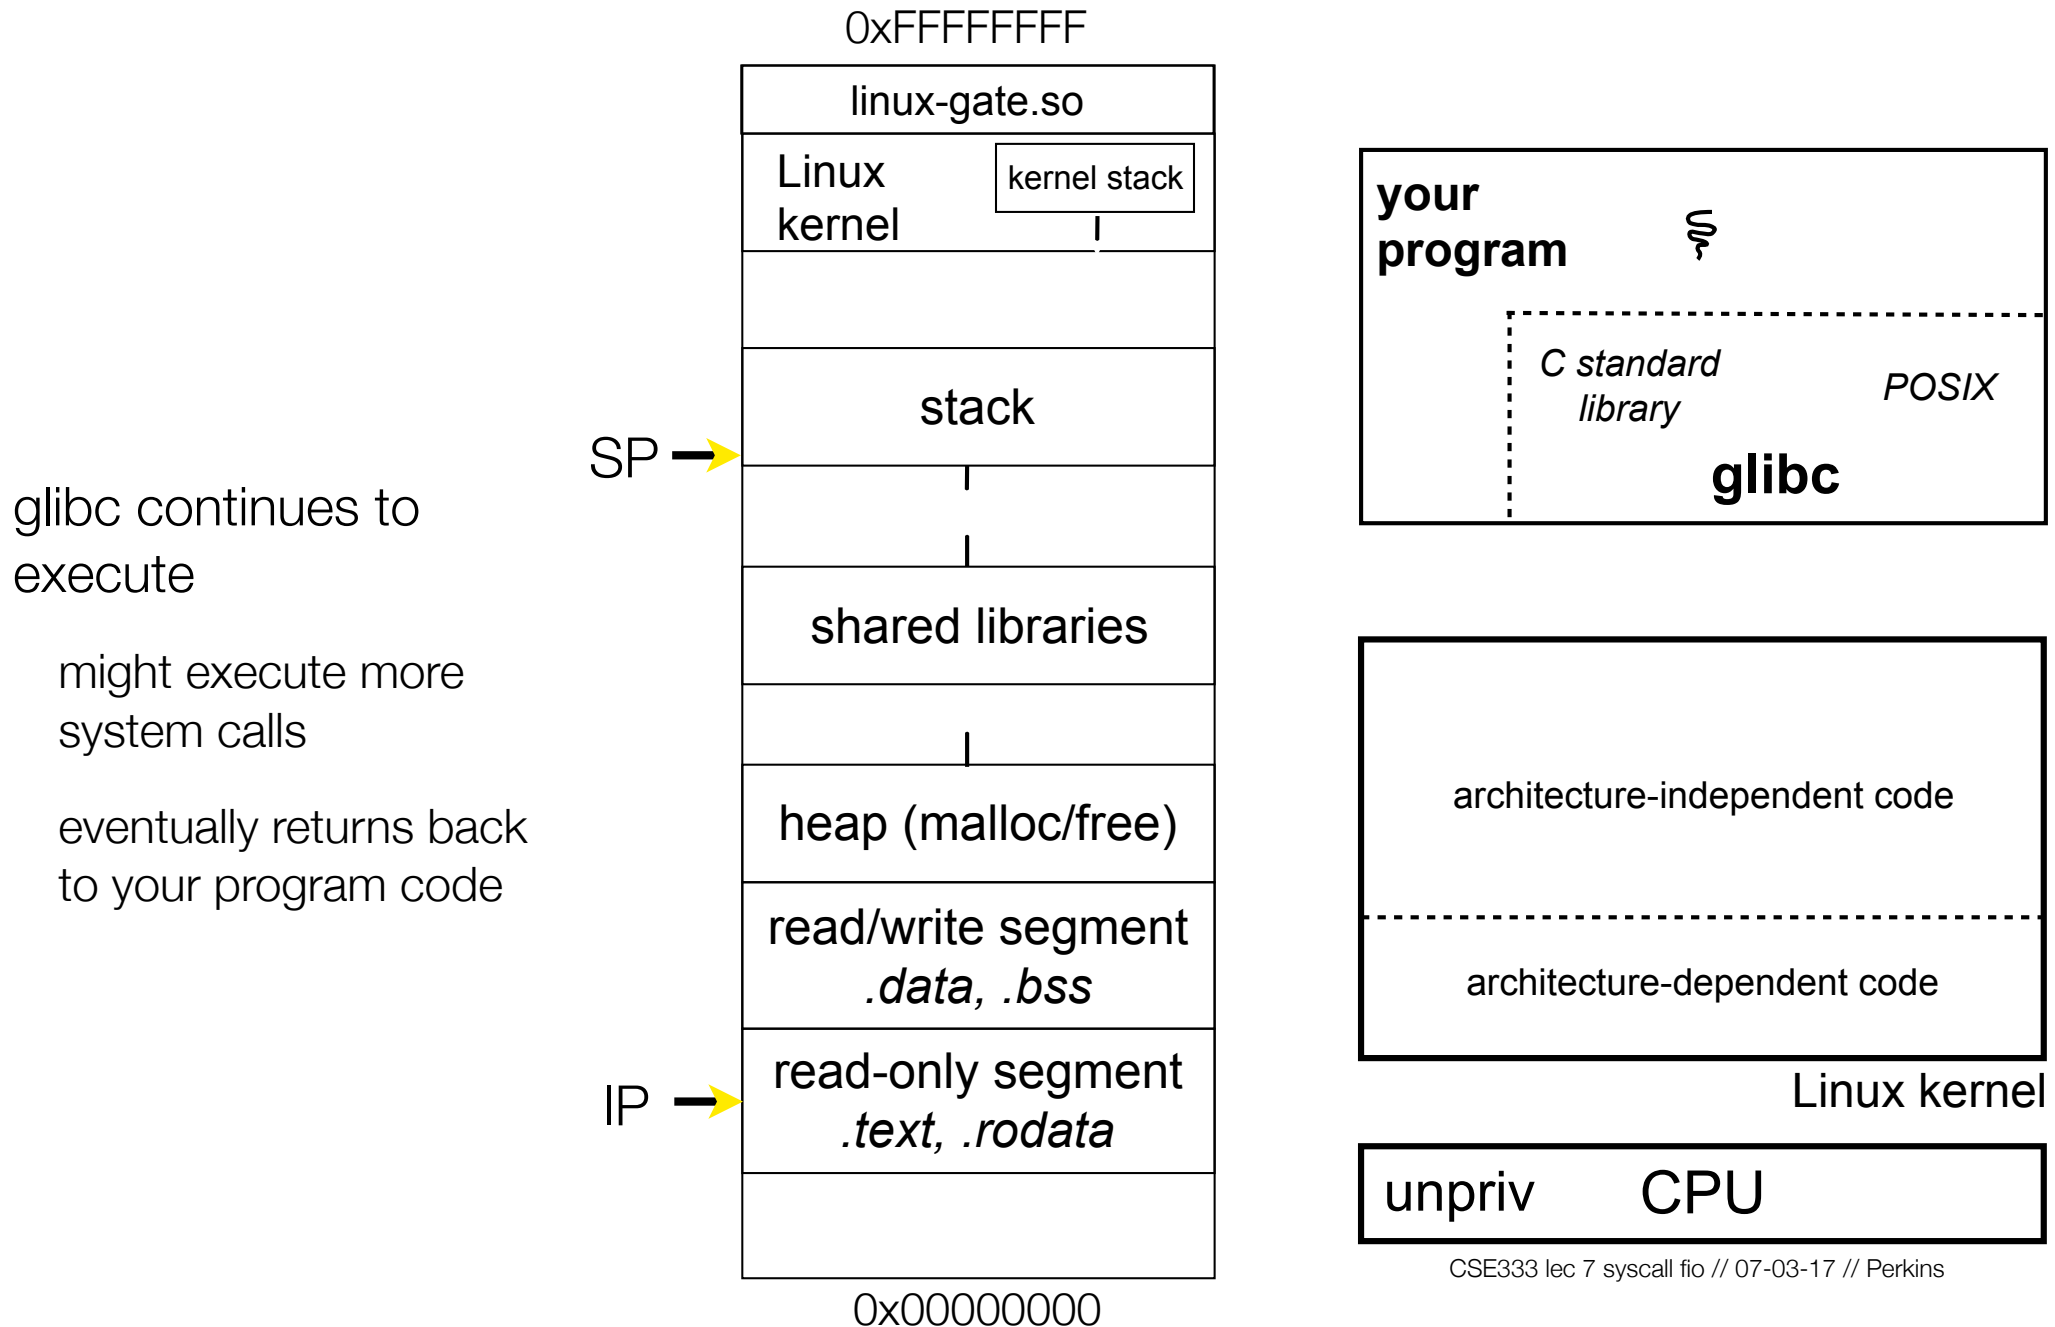 glibc continues to
execute
might execute more
system calls
eventually returns back
to your program code
0xFFFFFFFF
linux-gate.so
Linux
kernel
kernel stack
stack
SP
shared libraries
heap (malloc/free)
read/write segment
.data, .bss
IP
read-only segment
.text, .rodata
0x00000000
your
program
C standard
library
POSIX
glibc
architecture-independent code
architecture-dependent code
Linux kernel
unpriv
CPU
CSE333 lec 7 syscall fio // 07-03-17 // Perkins